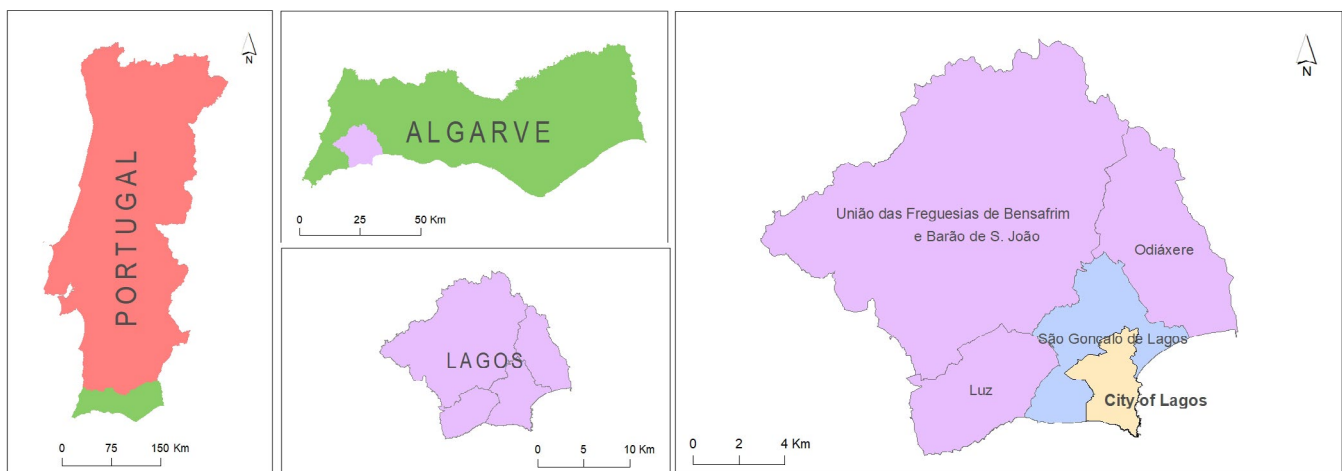 N
PORTUGAL
0 75 150 Km
ALGARVE
0 25 50 Km
LAGOS
0 5 10 Km
N
União das Freguesias de Bensafrim
e Barão de S. João
Odiáxere
São Gonçalo de Lagos
Luz
City of Lagos
0 2 4 Km